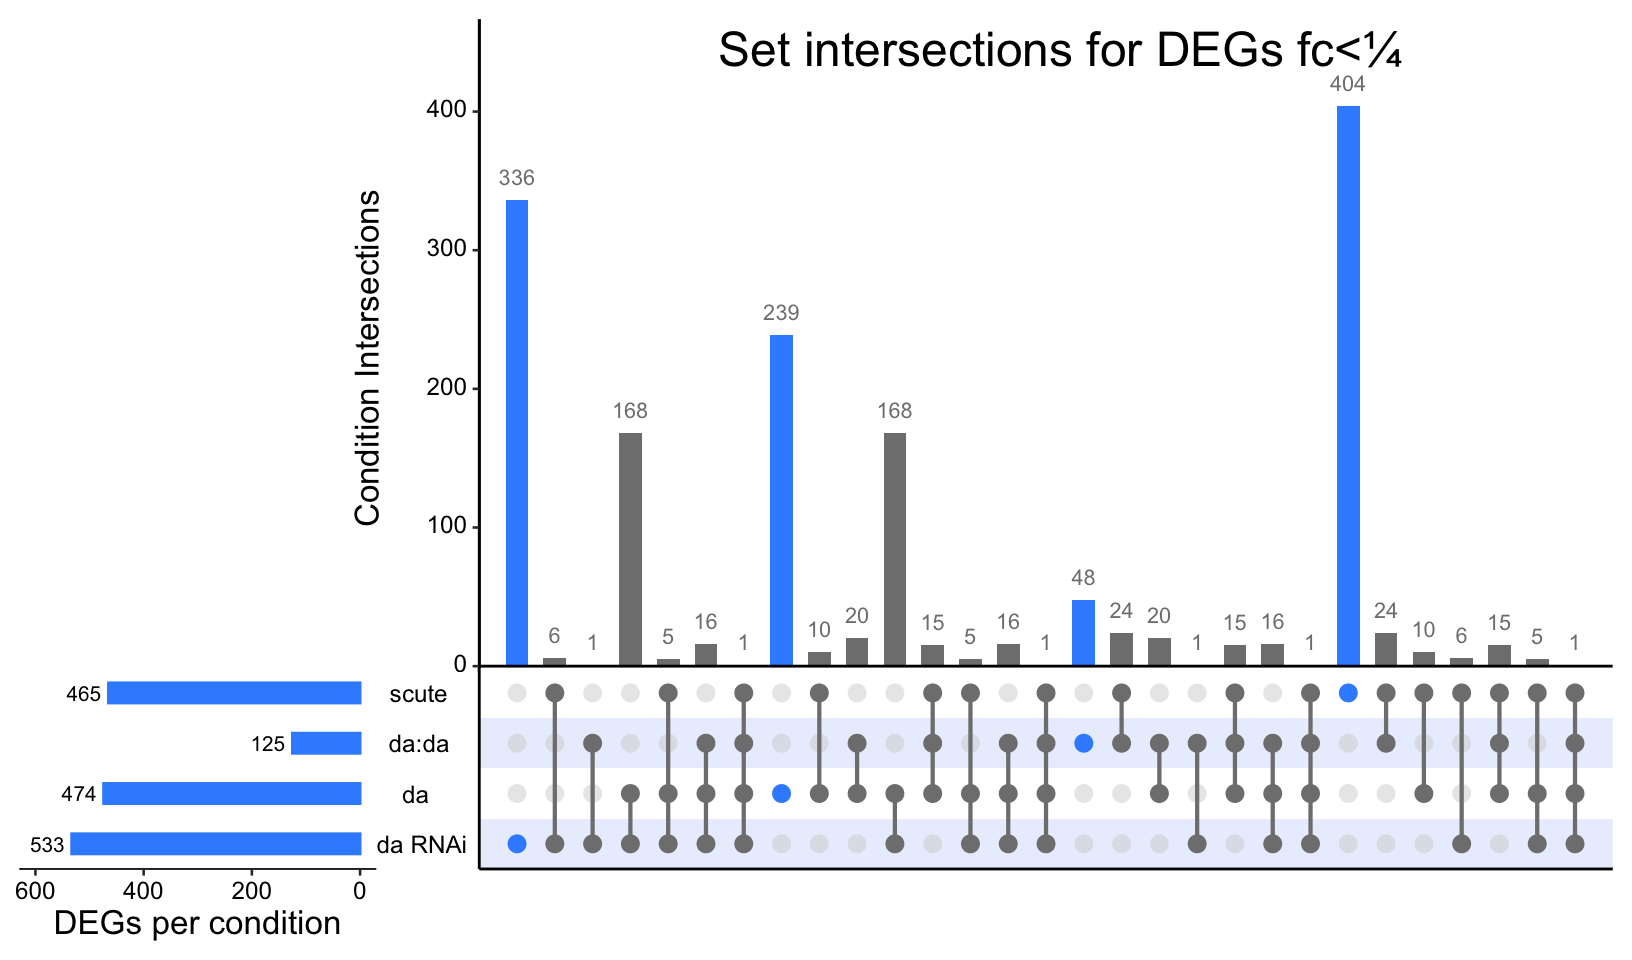 Set intersections for DEGs fc<¼
Condition Intersections
400
300
200
100
0
336 6 1 168 5 16 1 239 10 20 168 15 5 16 1 48 24 20 1 15 16 1 404 24 10 6 15 5 1
465 scute
125 da:da
474 da
533 da RNAi
600 400 200 0
DEGs per condition